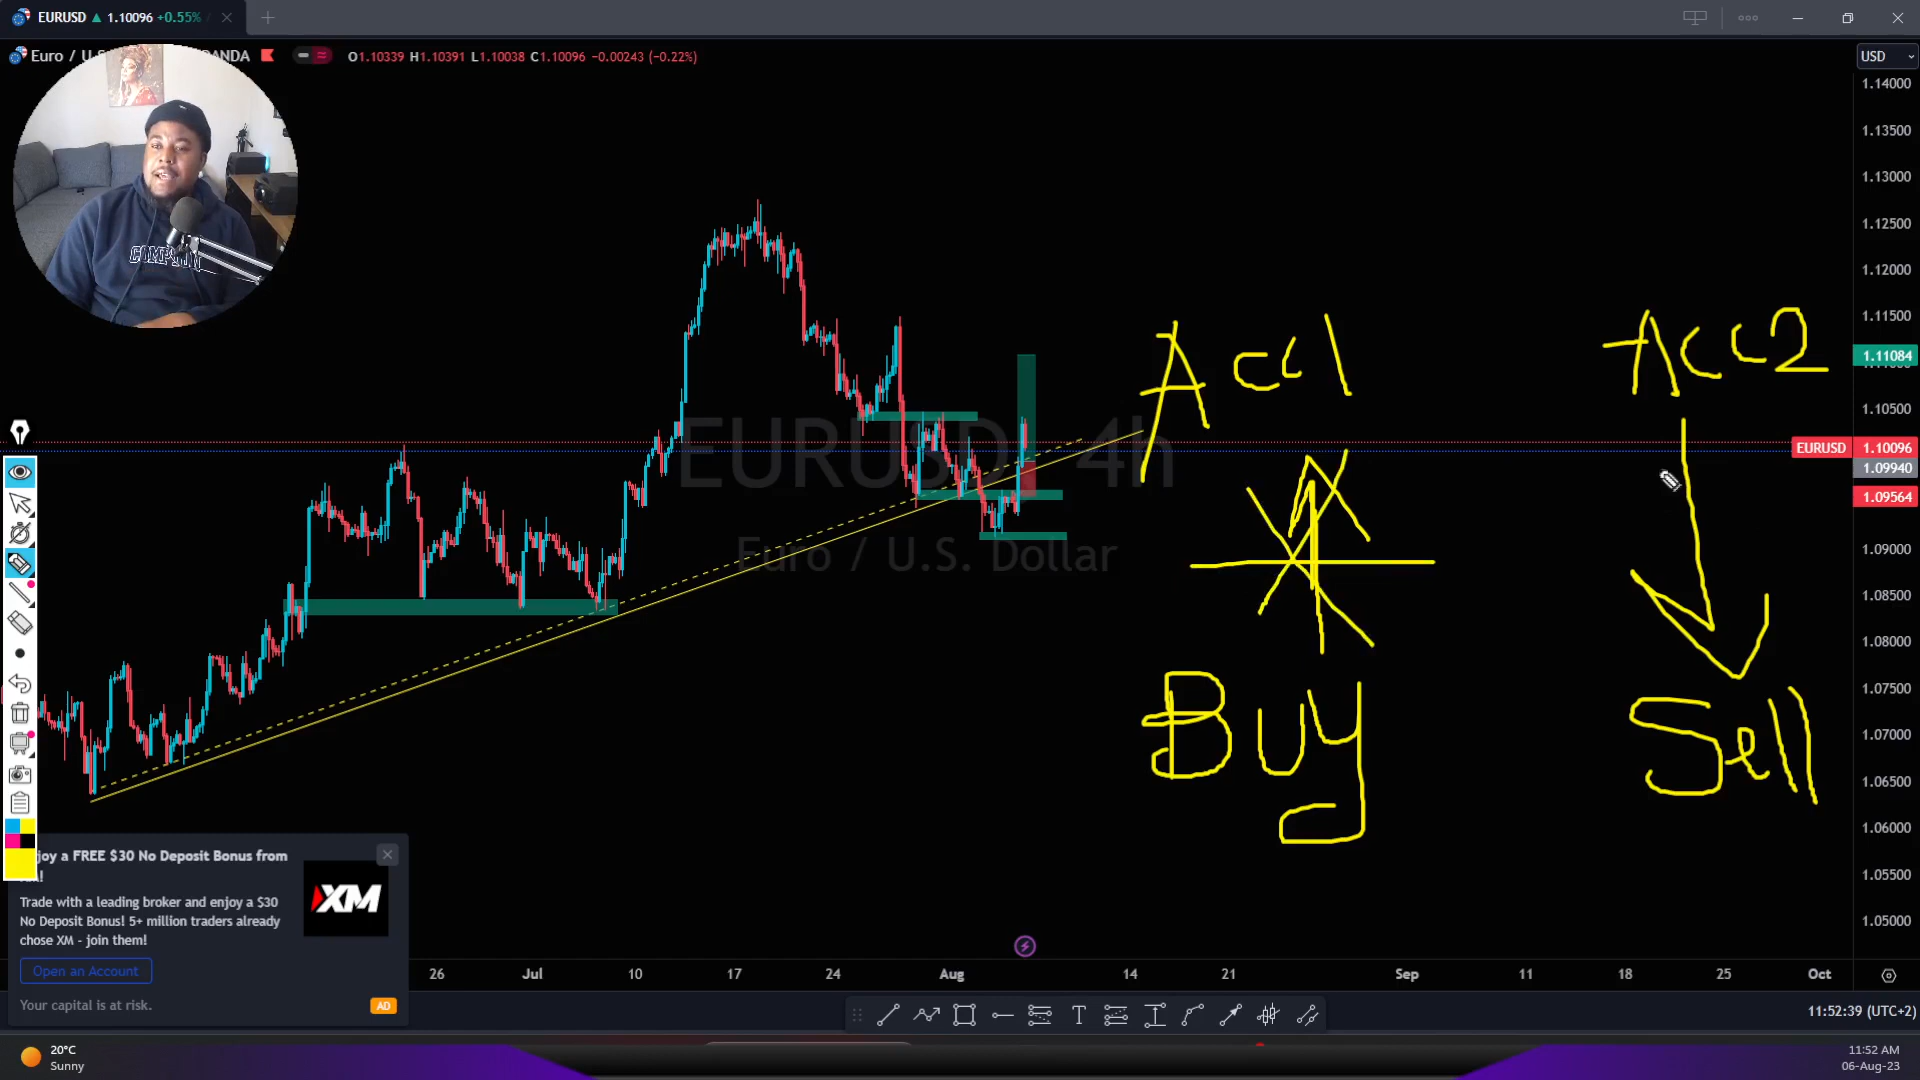 EURUSD ▲ 1.10096 +0.55%
Euro / U.S. ANDA O1.10339 H1.10391 L1.10038 C1.10096 −0.00243 (−0.22%)
USD
1.14000
1.13500
1.13000
1.12500
1.12000
1.11500
1.11084
1.10500
EURUSD 1.10096
1.09940
1.09564
1.09000
1.08500
1.08000
1.07500
1.07000
1.06500
1.06000
1.05500
1.05000
COMPTON
EURUSD 4h
Euro / U.S. Dollar
Acc1
Acc2
Buy
Sell
joy a FREE $30 No Deposit Bonus from
Trade with a leading broker and enjoy a $30
No Deposit Bonus! 5+ million traders already
chose XM - join them!
XM
Open an Account
Your capital is at risk.
AD
26 Jul 10 17 24 Aug 14 21 Sep 11 18 25 Oct
11:52:39 (UTC+2)
20°C
Sunny
11:52 AM
06-Aug-23